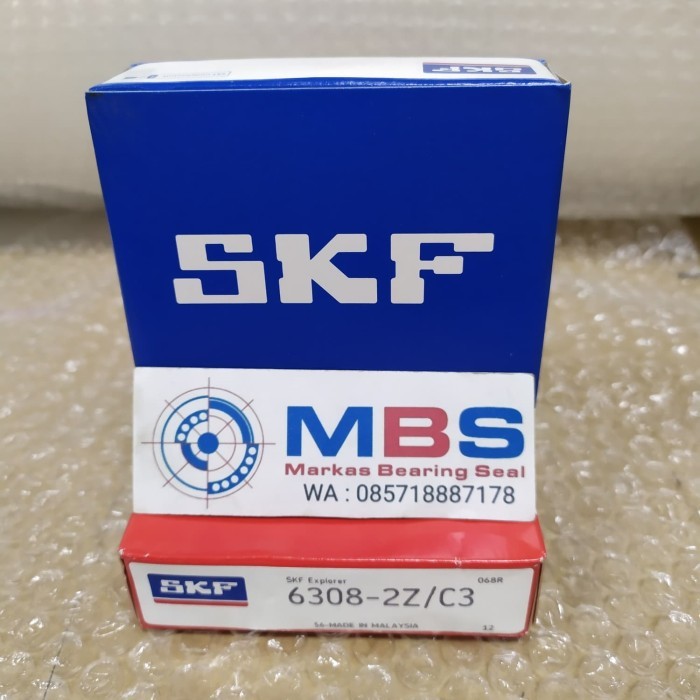 SKF
SKF
MBS
Markas Bearing Seal
WA : 085718887178
SKF
SKF Explorer
068R
6308-2Z/C3
S6-MADE IN MALAYSIA
12